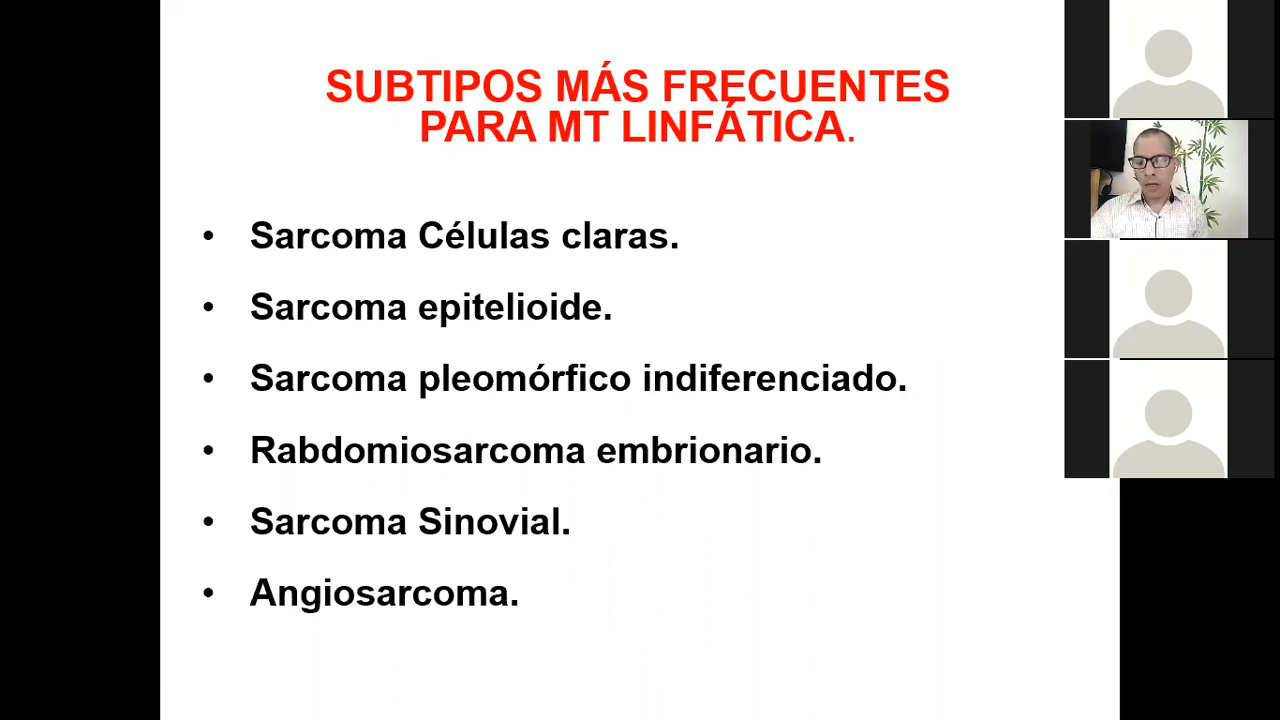 SUBTIPOS MÁS FRECUENTES
PARA MT LINFÁTICA.
• Sarcoma Células claras.
• Sarcoma epitelioide.
• Sarcoma pleomórfico indiferenciado.
• Rabdomiosarcoma embrionario.
• Sarcoma Sinovial.
• Angiosarcoma.